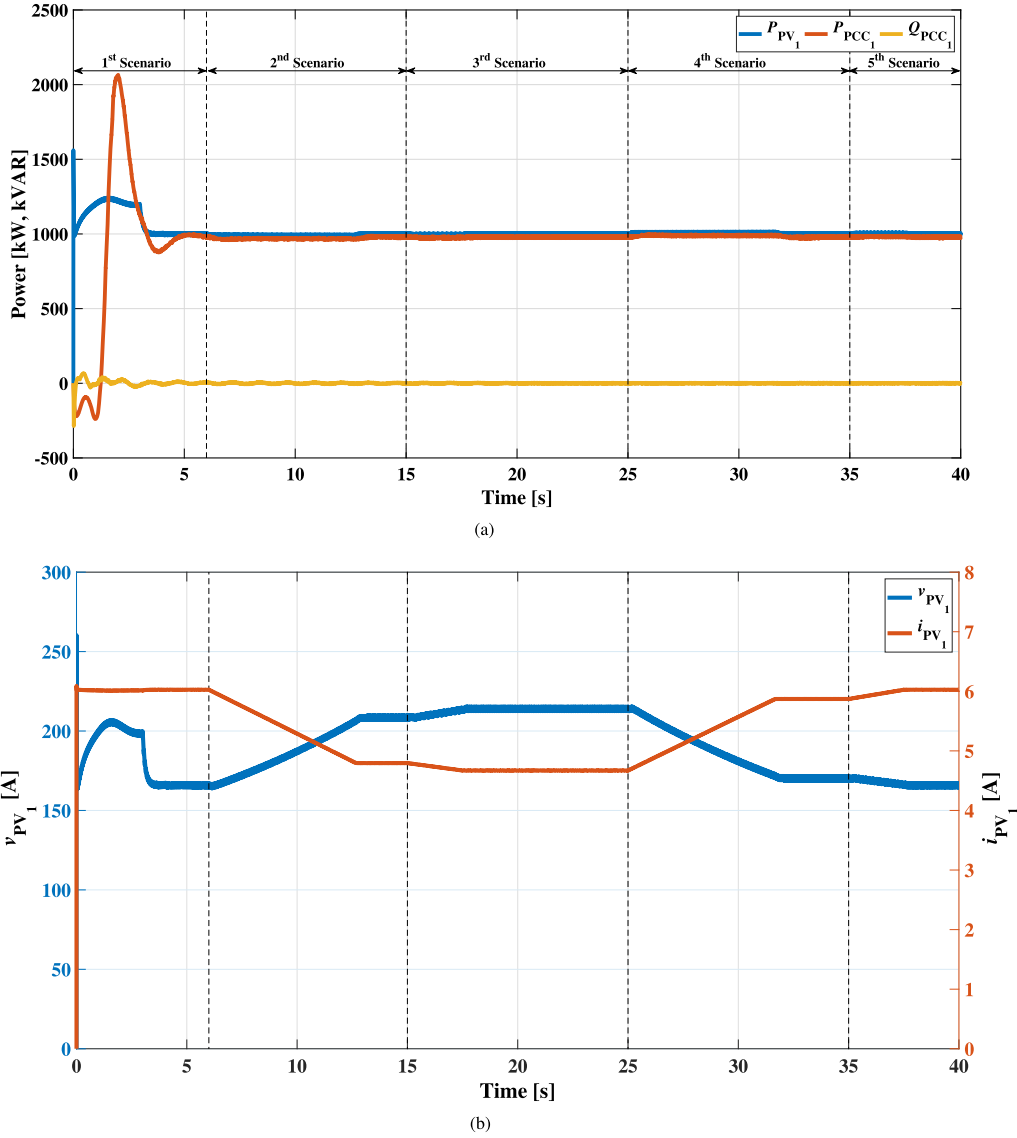 2500
P_PV_1 P_PCC_1 Q_PCC_1
1st Scenario 2nd Scenario 3rd Scenario 4th Scenario 5th Scenario
2000
1500
1000
500
0
-500
Power [kW, kVAR]
0 5 10 15 20 25 30 35 40
Time [s]
(a)
300 8
v_PV_1
i_PV_1
7
250
6
200
5
150
4
3
100
2
50
1
0 0
v_PV_1 [A]
i_PV_1 [A]
0 5 10 15 20 25 30 35 40
Time [s]
(b)